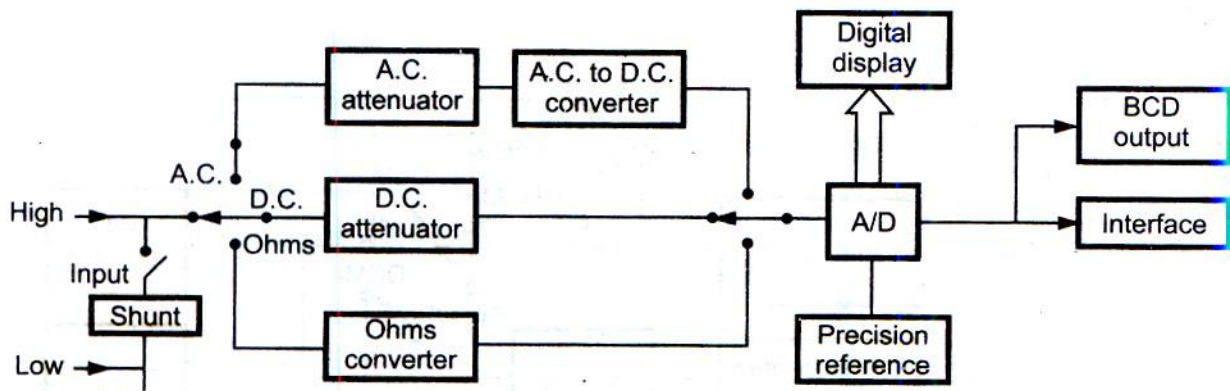 Digital
display
A.C.
attenuator
A.C. to D.C.
converter
BCD
output
A.C.
High
D.C.
D.C.
attenuator
A/D
Interface
Ohms
Input
Shunt
Ohms
converter
Precision
reference
Low